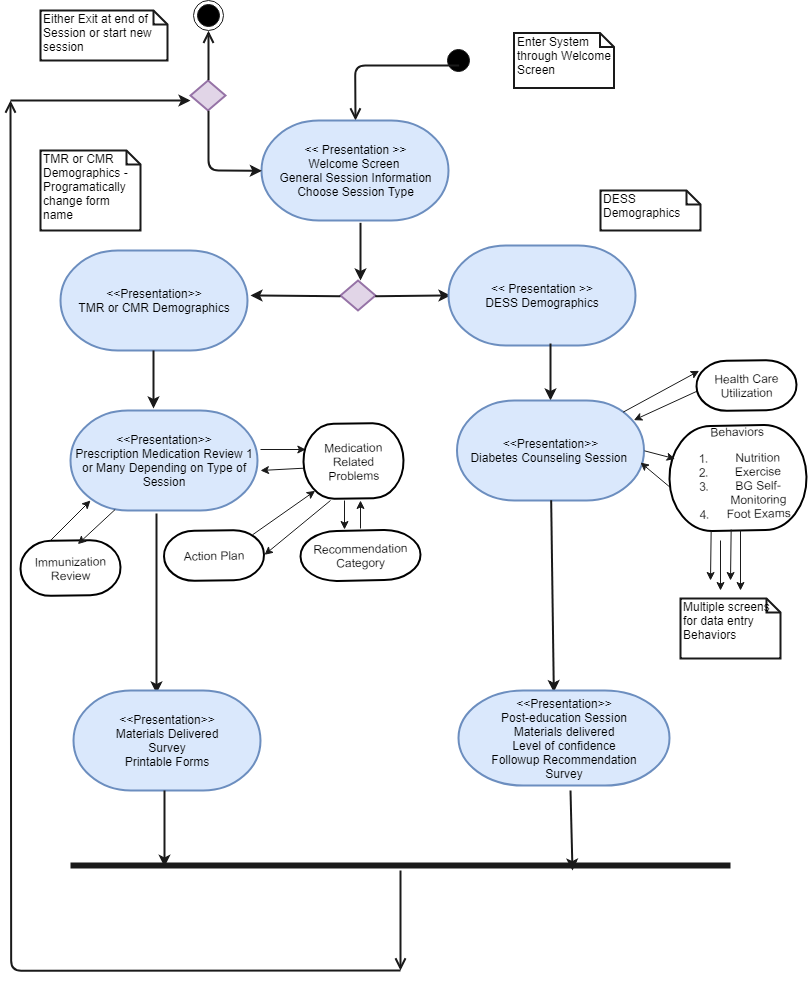 Either Exit at end of
Session or start new
session
Enter System
through Welcome
Screen
<< Presentation >>
Welcome Screen
General Session Information
Choose Session Type
TMR or CMR
Demographics -
Programatically
change form
name
DESS
Demographics
<<Presentation>>
TMR or CMR Demographics
<< Presentation >>
DESS Demographics
Health Care
Utilization
<<Presentation>>
Prescription Medication Review 1
or Many Depending on Type of
Session
Medication
Related
Problems
<<Presentation>>
Diabetes Counseling Session
Behaviors
1. Nutrition
2. Exercise
3. BG Self-
Monitoring
4. Foot Exams
Immunization
Review
Action Plan
Recommendation
Category
Multiple screens
for data entry
Behaviors
<<Presentation>>
Materials Delivered
Survey
Printable Forms
<<Presentation>>
Post-education Session
Materials delivered
Level of confidence
Followup Recommendation
Survey